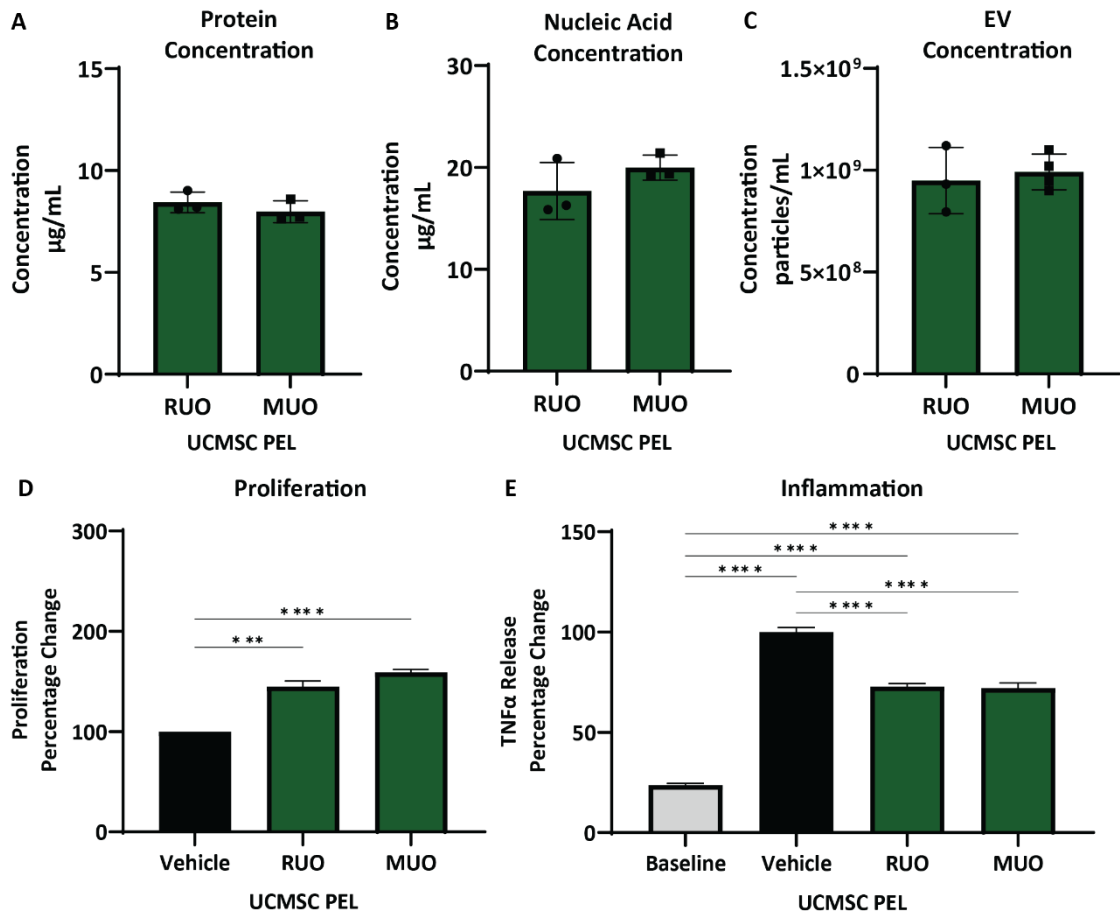 A
Protein
Concentration
Concentration
µg/mL
15
10
5
0
RUO
MUO
UCMSC PEL
B
Nucleic Acid
Concentration
Concentration
µg/mL
30
20
10
0
RUO
MUO
UCMSC PEL
C
EV
Concentration
Concentration
particles/mL
1.5×10⁹
1×10⁹
5×10⁸
0
RUO
MUO
UCMSC PEL
D
Proliferation
Proliferation
Percentage Change
300
200
100
0
****
***
Vehicle
RUO
MUO
UCMSC PEL
E
Inflammation
TNFα Release
Percentage Change
150
100
50
0
****
****
****
****
****
Baseline
Vehicle
RUO
MUO
UCMSC PEL